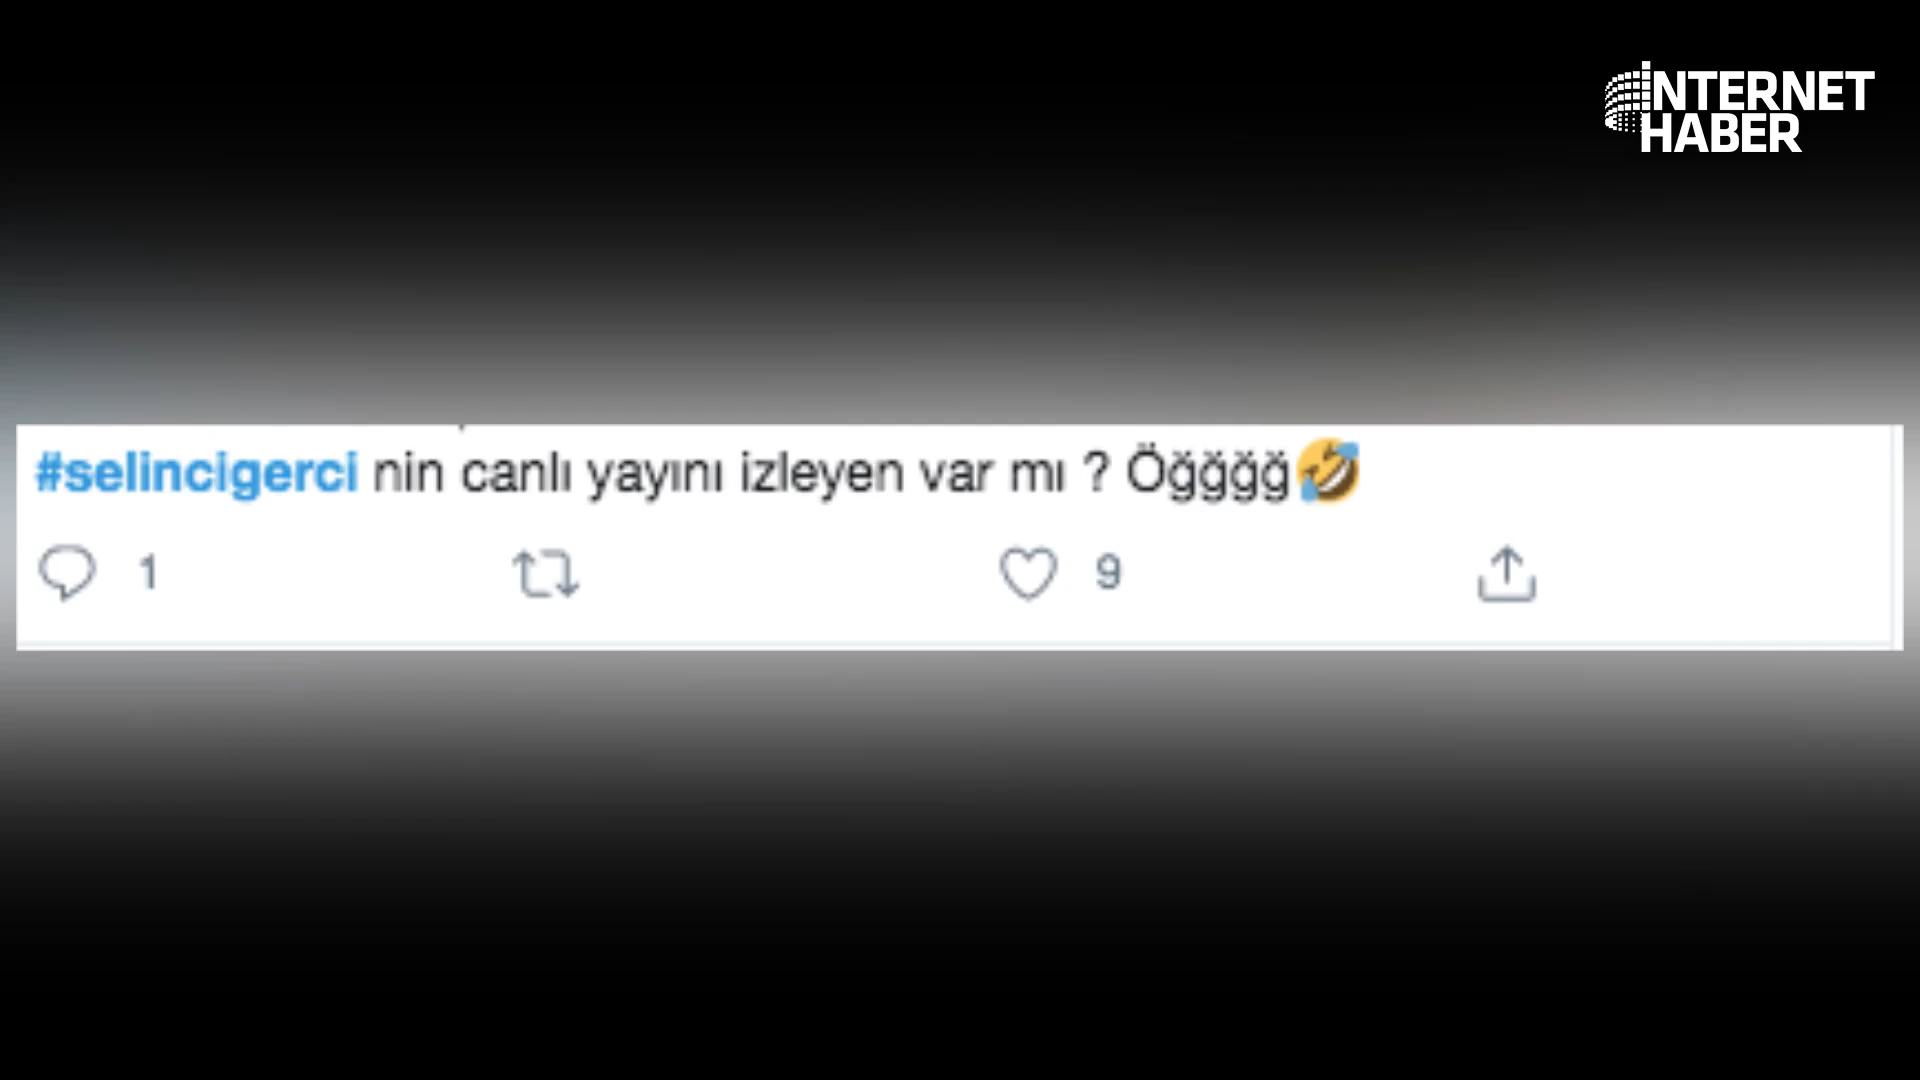 İNTERNET
HABER
#selincigerci nin canlı yayını izleyen var mı ? Öğğğğ🤣
1 9